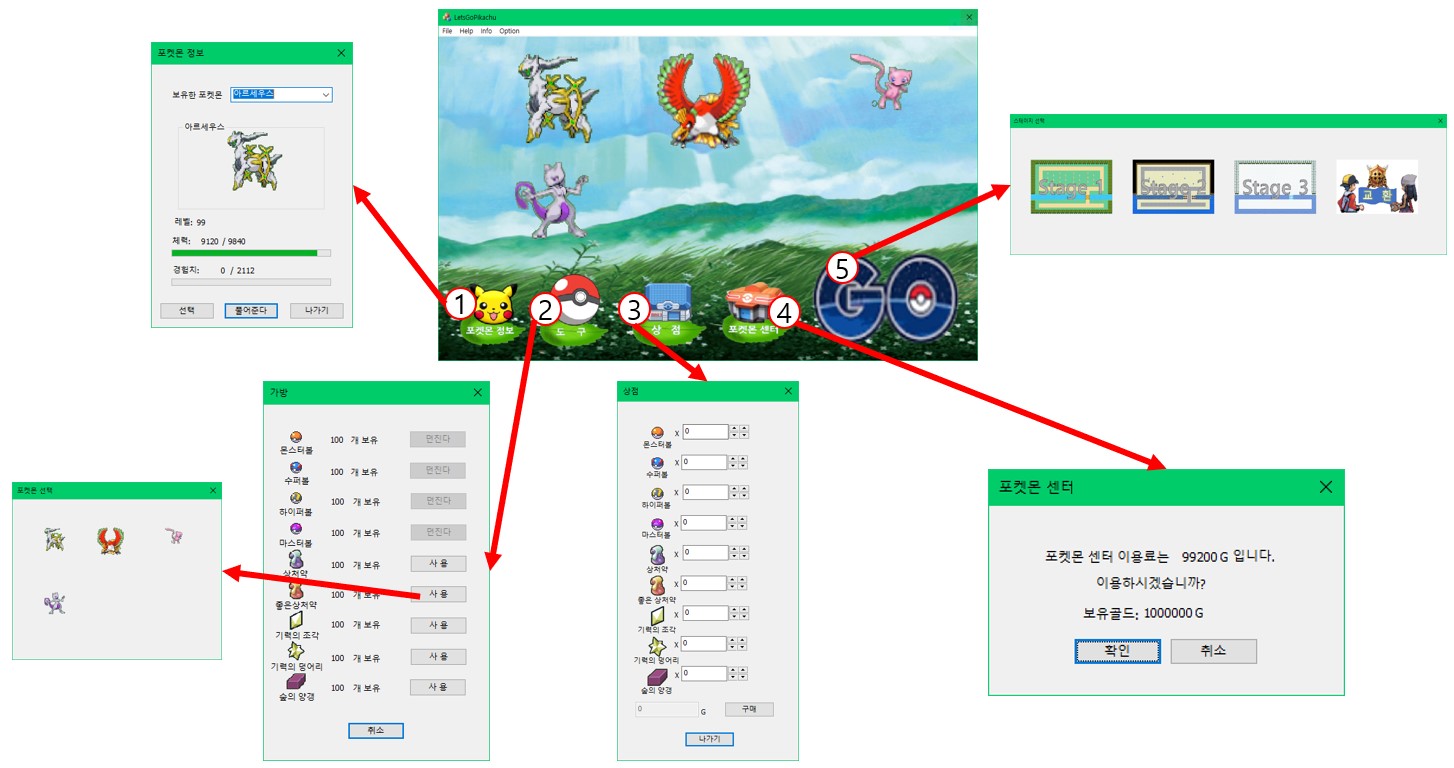 LetsGoPikachu
File Help Info Option
포켓몬 정보
보유한 포켓몬 아르세우스
아르세우스
레벨: 99
체력: 9120 / 9840
경험치: 0 / 2112
선택 풀어준다 나가기
1
포켓몬 정보
2
도 구
3
상 점
4
포켓몬 센터
5
GO
스테이지 선택
Stage 1
Stage 2
Stage 3
교환
가방
몬스터볼 100 개 보유 던진다
수퍼볼 100 개 보유 던진다
하이퍼볼 100 개 보유 던진다
마스터볼 100 개 보유 던진다
상처약 100 개 보유 사 용
좋은상처약 100 개 보유 사 용
기력의 조각 100 개 보유 사 용
기력의 덩어리 100 개 보유 사 용
숲의 양갱 100 개 보유 사 용
취소
포켓몬 선택
상점
몬스터볼 X 0
수퍼볼 X 0
하이퍼볼 X 0
마스터볼 X 0
상처약 X 0
좋은 상처약 X 0
기력의 조각 X 0
기력의 덩어리 X 0
숲의 양갱 X 0
0 G 구매
나가기
포켓몬 센터
포켓몬 센터 이용료는 99200 G 입니다.
이용하시겠습니까?
보유골드: 1000000 G
확인 취소